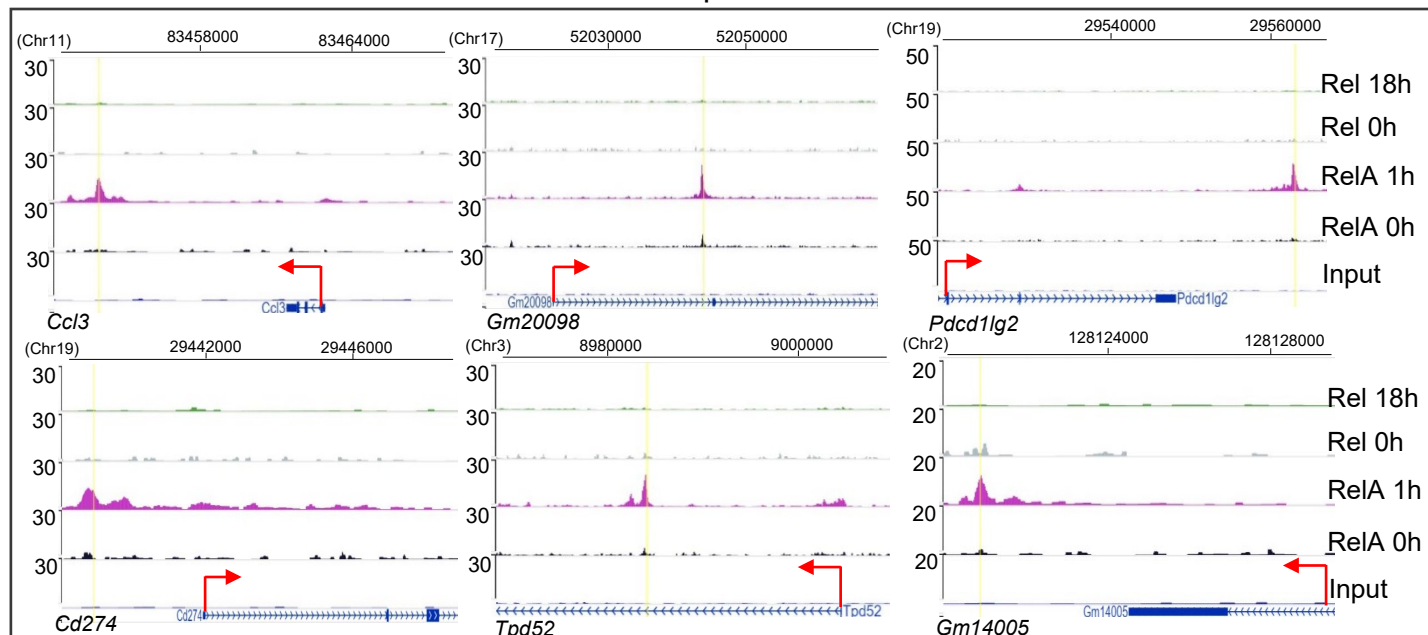 (Chr11) 83458000 83464000
30
30
30
30
30
Ccl3
Ccl3
(Chr17) 52030000 52050000
30
30
30
30
30
Gm20098
Gm20098
(Chr19) 29540000 29560000
50
50
50
50
50
Rel 18h
Rel 0h
RelA 1h
RelA 0h
Input
Pdcd1lg2
Pdcd1lg2
(Chr19) 29442000 29446000
30
30
30
30
30
Cd274
Cd274
(Chr3) 8980000 9000000
30
30
30
30
30
Tpd52
Tpd52
(Chr2) 128124000 128128000
20
20
20
20
20
Rel 18h
Rel 0h
RelA 1h
RelA 0h
Input
Gm14005
Gm14005